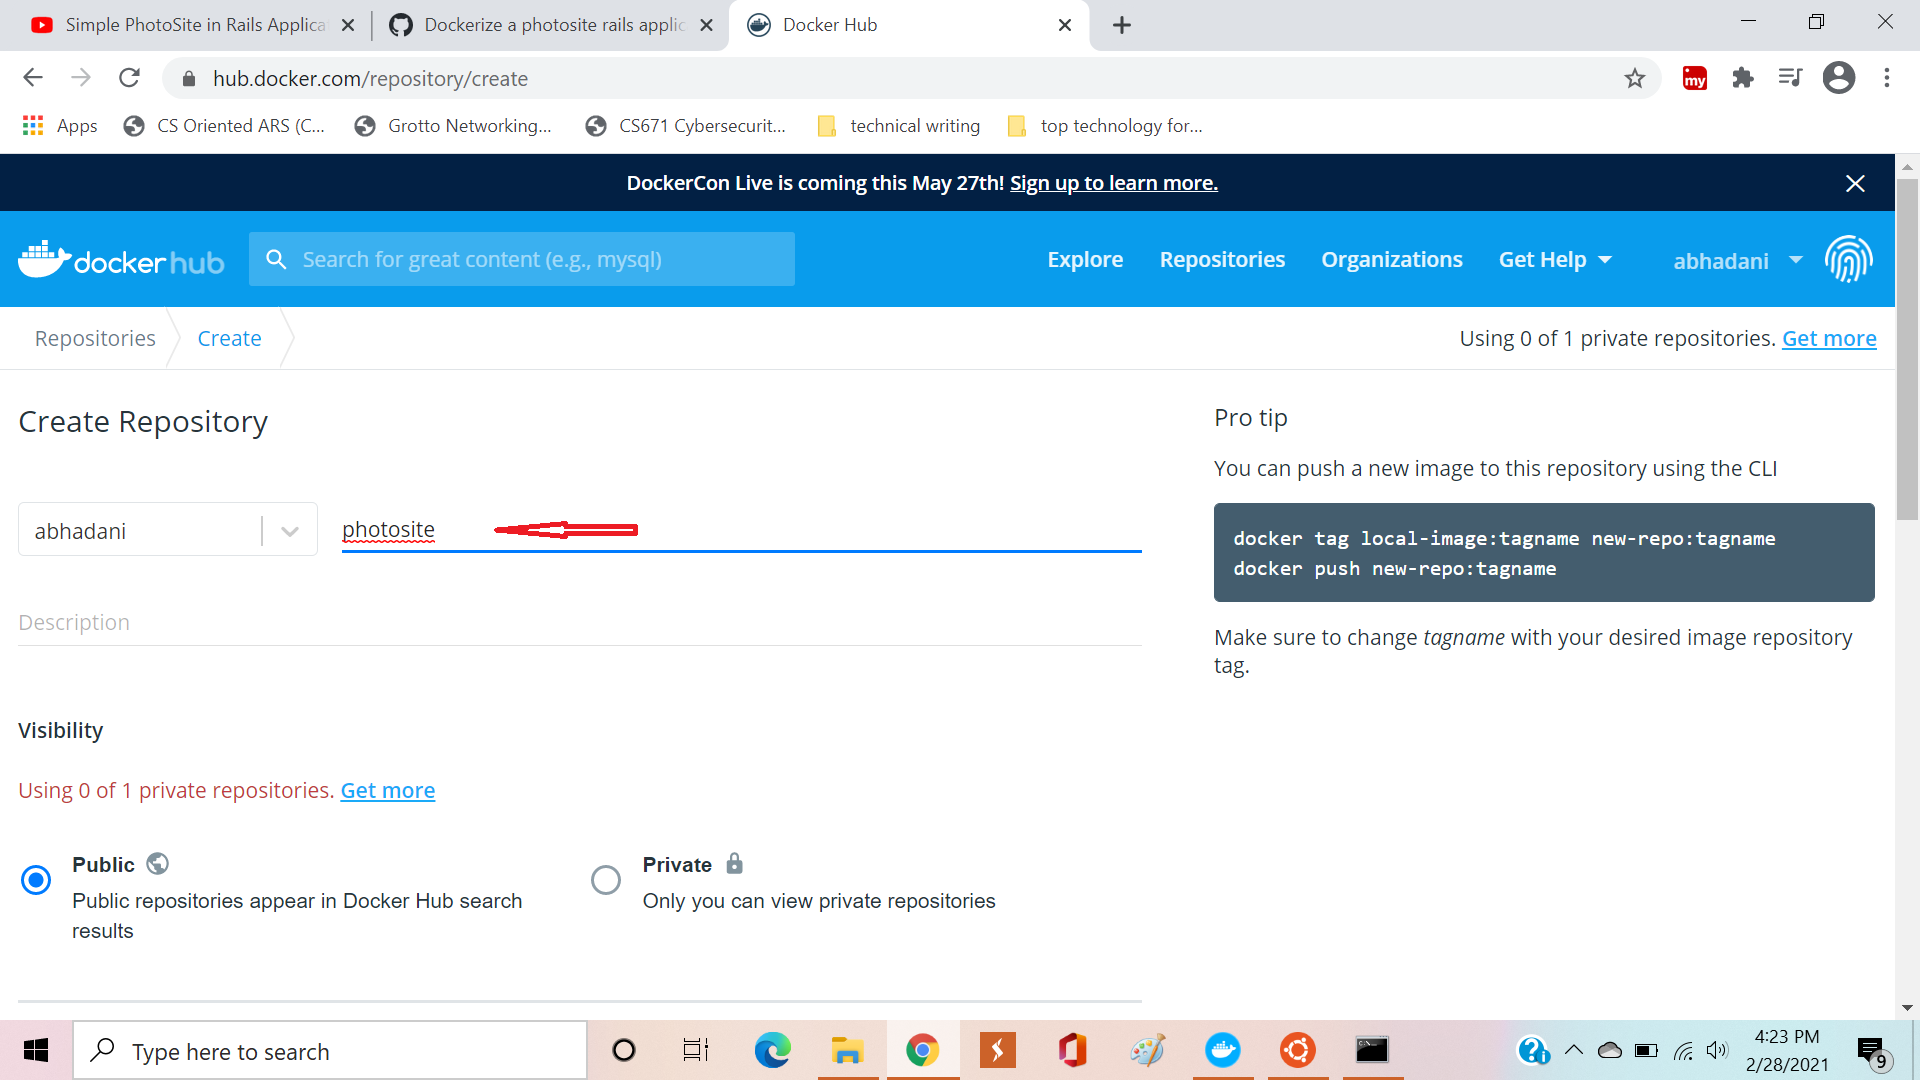 Simple PhotoSite in Rails Applica
Dockerize a photosite rails applic
Docker Hub
hub.docker.com/repository/create
my
Apps
CS Oriented ARS (C...
Grotto Networking...
CS671 Cybersecurit...
technical writing
top technology for...
DockerCon Live is coming this May 27th! Sign up to learn more.
docker hub
Search for great content (e.g., mysql)
Explore
Repositories
Organizations
Get Help
abhadani
Repositories
Create
Using 0 of 1 private repositories. Get more
Create Repository
abhadani
photosite
Description
Visibility
Using 0 of 1 private repositories. Get more
Public
Public repositories appear in Docker Hub search
results
Private
Only you can view private repositories
Pro tip
You can push a new image to this repository using the CLI
docker tag local-image:tagname new-repo:tagname
docker push new-repo:tagname
Make sure to change tagname with your desired image repository
tag.
Type here to search
4:23 PM
2/28/2021
9